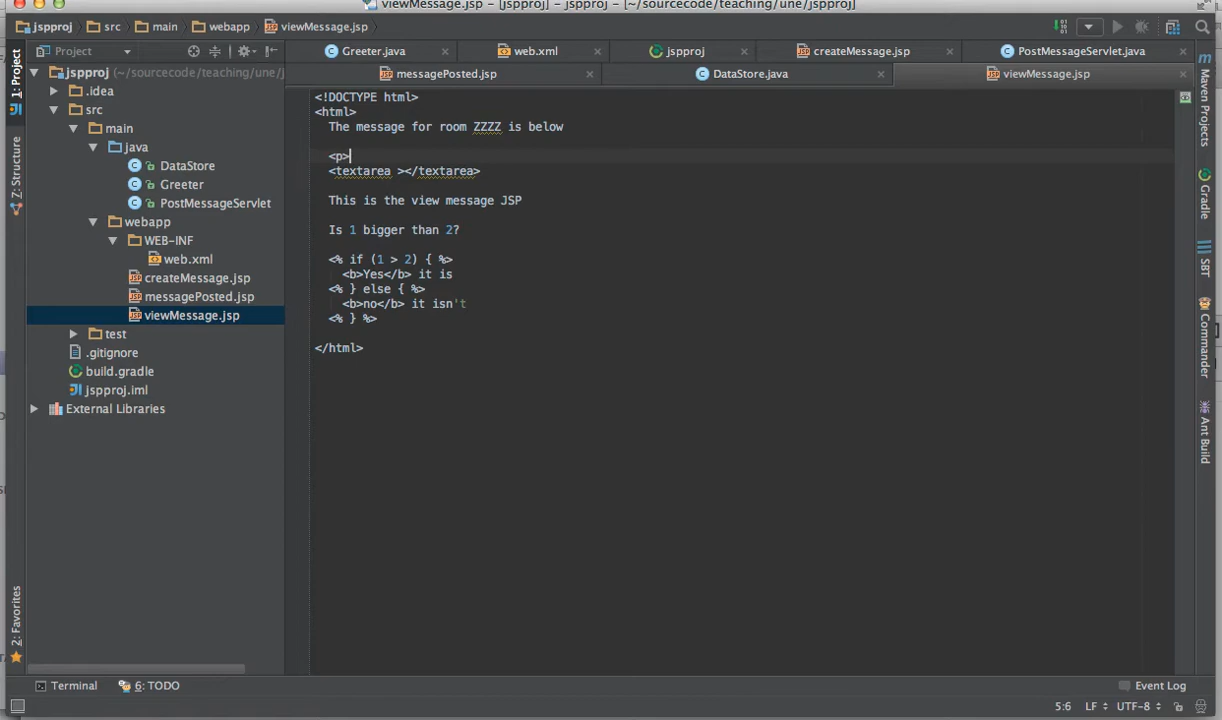 viewMessage.jsp - [jspproj] - jspproj - [~/sourcecode/teaching/une/jspproj]
jspproj src main webapp viewMessage.jsp
Project
Greeter.java web.xml jspproj createMessage.jsp PostMessageServlet.java
messagePosted.jsp DataStore.java viewMessage.jsp
1: Project
Z: Structure
2: Favorites
jspproj (~/sourcecode/teaching/une/j
.idea
src
main
java
DataStore
Greeter
PostMessageServlet
webapp
WEB-INF
web.xml
createMessage.jsp
messagePosted.jsp
viewMessage.jsp
test
.gitignore
build.gradle
jspproj.iml
External Libraries
<!DOCTYPE html>
<html>
The message for room ZZZZ is below
<p>
<textarea ></textarea>
This is the view message JSP
Is 1 bigger than 2?
<% if (1 > 2) { %>
<b>Yes</b> it is
<% } else { %>
<b>no</b> it isn't
<% } %>
</html>
Maven Projects
Gradle
SBT
Commander
Ant Build
Terminal 6: TODO Event Log
5:6 LF UTF-8